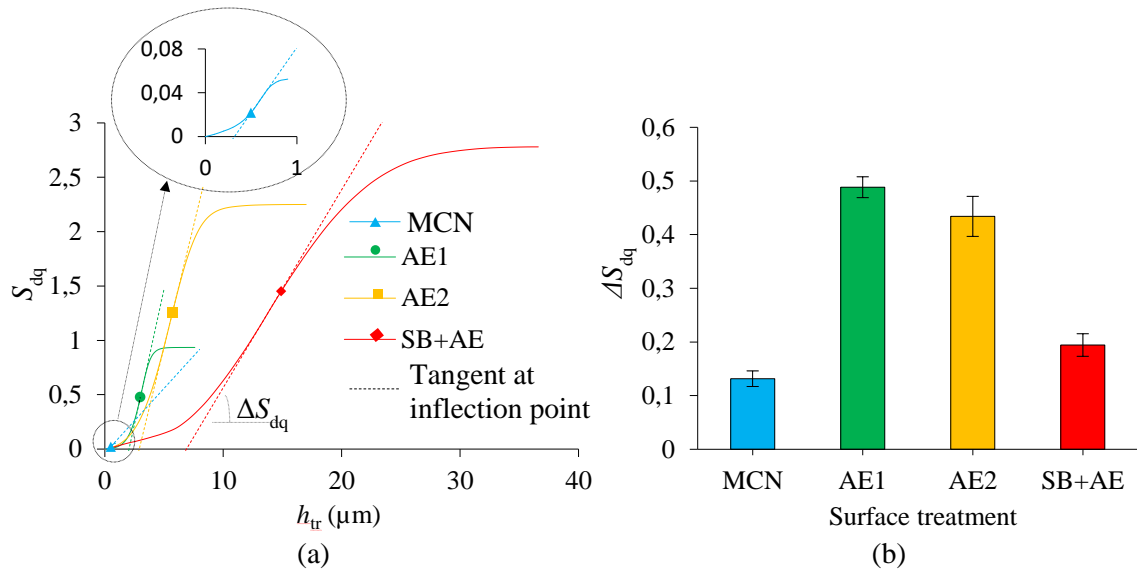 0,08
0,04
0
0
1
3
2,5
2
1,5
1
0,5
0
S_dq
MCN
AE1
AE2
SB+AE
Tangent at
inflection point
ΔS_dq
0
10
20
30
40
h_tr (µm)
(a)
0,6
0,5
0,4
0,3
0,2
0,1
0
ΔS_dq
MCN AE1 AE2 SB+AE
Surface treatment
(b)